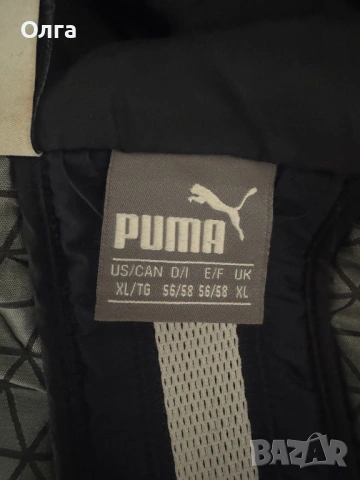 Олга
PUMA
US/CAN D/I E/F UK
XL/TG 56/58 56/58 XL
BAZAR